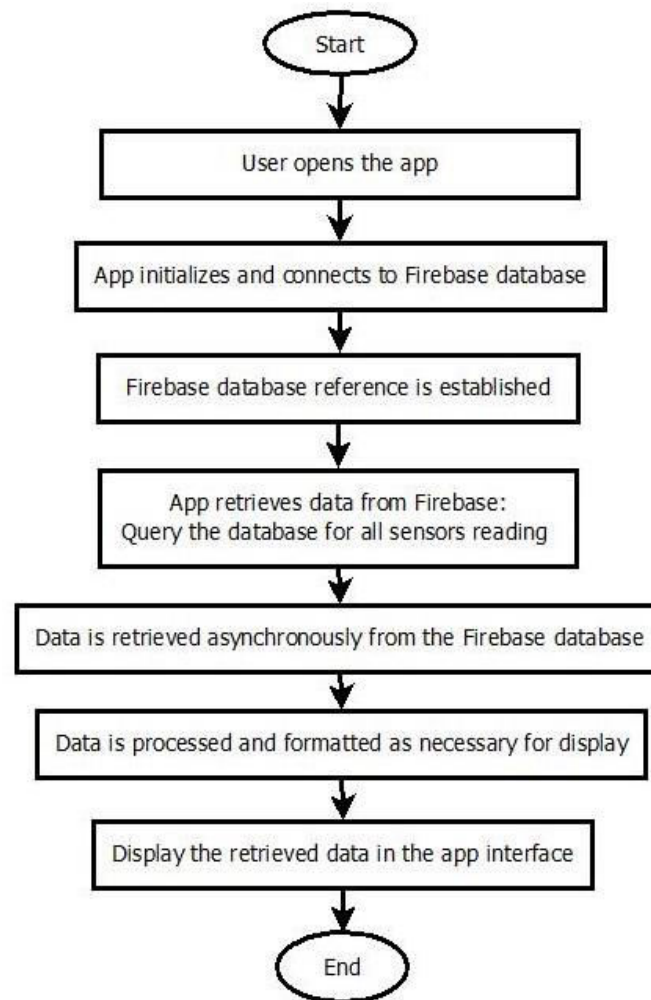 Start
User opens the app
App initializes and connects to Firebase database
Firebase database reference is established
App retrieves data from Firebase:
Query the database for all sensors reading
Data is retrieved asynchronously from the Firebase database
Data is processed and formatted as necessary for display
Display the retrieved data in the app interface
End